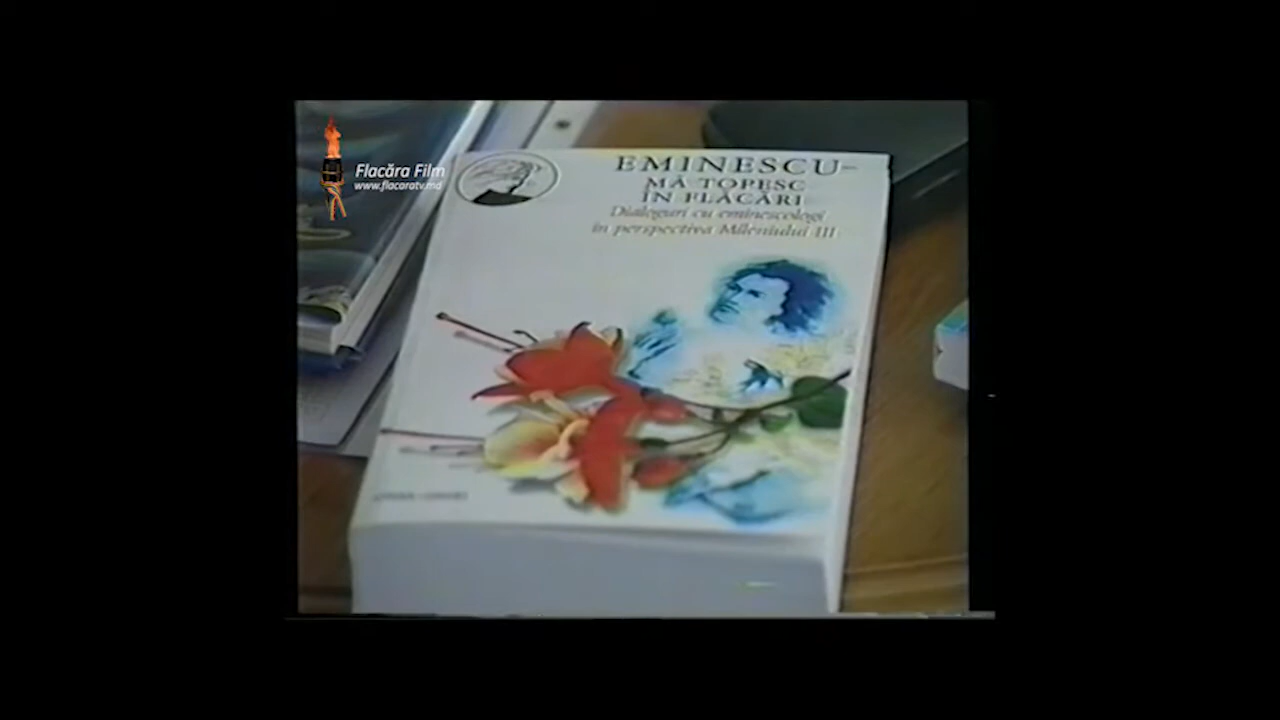 Flacăra Film
www.flacaratv.md
EMINESCU-
MĂ TOPESC
ÎN FLĂCĂRI
Dialoguri cu eminescologi
în perspectiva Mileniului III